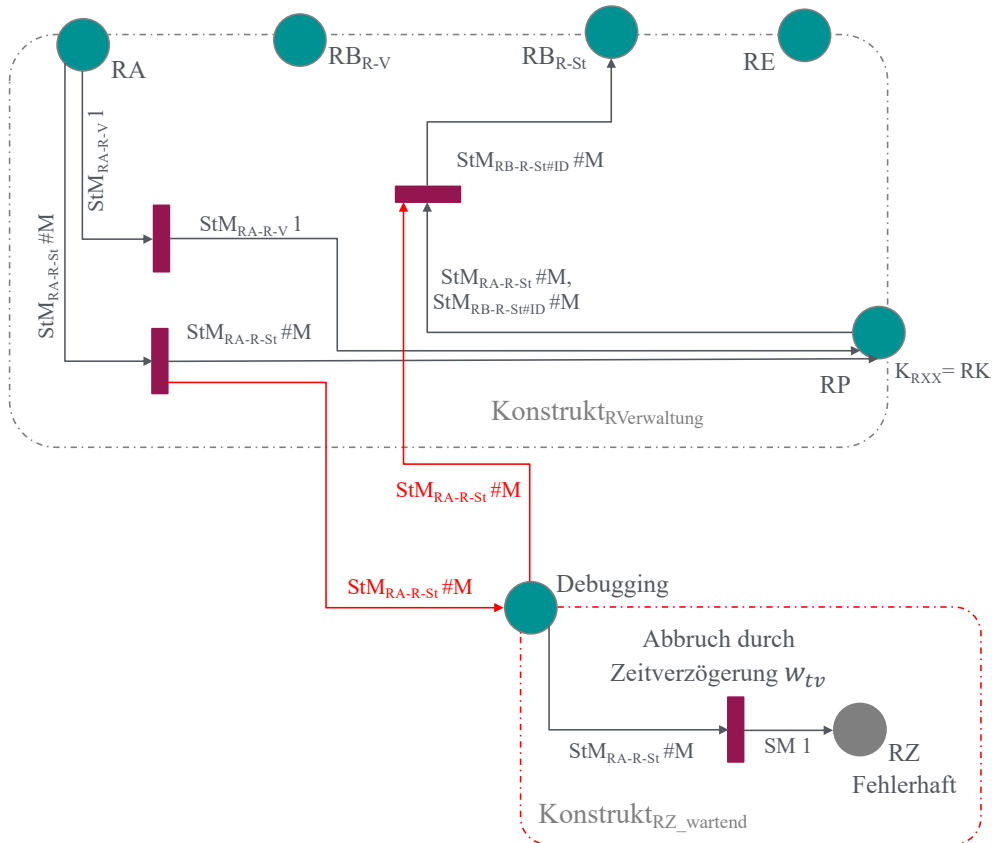 RA
RB_R-V
RB_R-St
RE
StM_RA-R-V 1
StM_RA-R-St #M
StM_RB-R-St#ID #M
StM_RA-R-V 1
StM_RA-R-St #M,
StM_RB-R-St#ID #M
StM_RA-R-St #M
RP
K_RXX= RK
Konstrukt_RVerwaltung
StM_RA-R-St #M
StM_RA-R-St #M
Debugging
Abbruch durch
Zeitverzögerung w_tv
StM_RA-R-St #M
SM 1
RZ
Fehlerhaft
Konstrukt_RZ_wartend